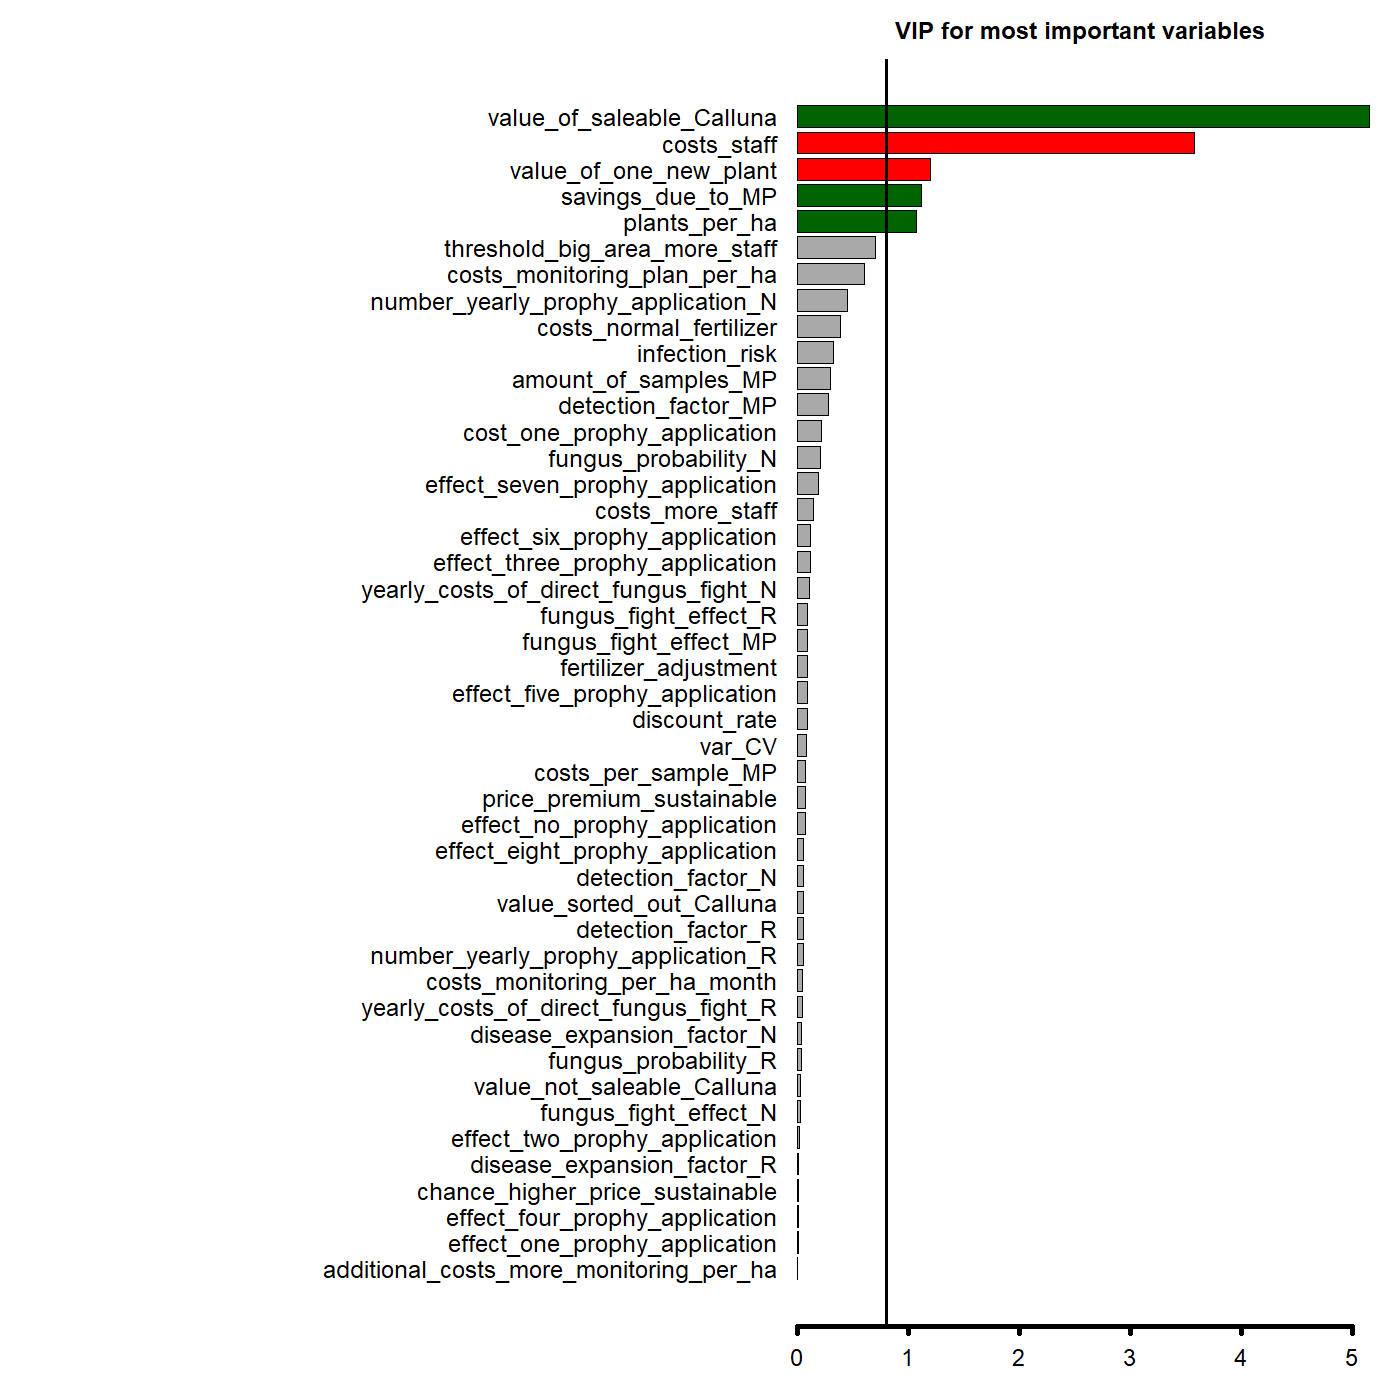 VIP for most important variables
value_of_saleable_Calluna
costs_staff
value_of_one_new_plant
savings_due_to_MP
plants_per_ha
threshold_big_area_more_staff
costs_monitoring_plan_per_ha
number_yearly_prophy_application_N
costs_normal_fertilizer
infection_risk
amount_of_samples_MP
detection_factor_MP
cost_one_prophy_application
fungus_probability_N
effect_seven_prophy_application
costs_more_staff
effect_six_prophy_application
effect_three_prophy_application
yearly_costs_of_direct_fungus_fight_N
fungus_fight_effect_R
fungus_fight_effect_MP
fertilizer_adjustment
effect_five_prophy_application
discount_rate
var_CV
costs_per_sample_MP
price_premium_sustainable
effect_no_prophy_application
effect_eight_prophy_application
detection_factor_N
value_sorted_out_Calluna
detection_factor_R
number_yearly_prophy_application_R
costs_monitoring_per_ha_month
yearly_costs_of_direct_fungus_fight_R
disease_expansion_factor_N
fungus_probability_R
value_not_saleable_Calluna
fungus_fight_effect_N
effect_two_prophy_application
disease_expansion_factor_R
chance_higher_price_sustainable
effect_four_prophy_application
effect_one_prophy_application
additional_costs_more_monitoring_per_ha
0 1 2 3 4 5